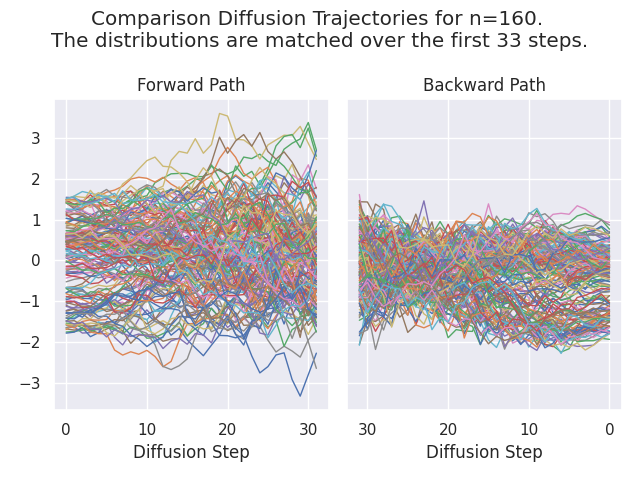 Comparison Diffusion Trajectories for n=160.
The distributions are matched over the first 33 steps.
Forward Path
Backward Path
3
2
1
0
−1
−2
−3
0 10 20 30
30 20 10 0
Diffusion Step
Diffusion Step